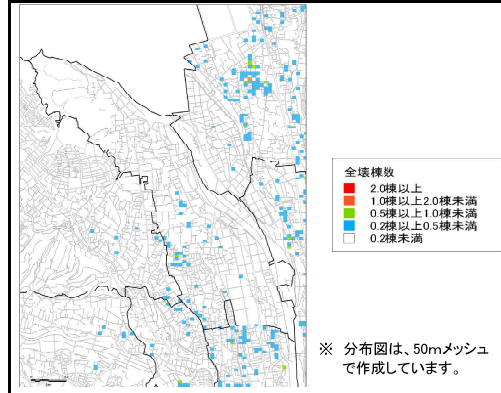 全壊棟数
2.0棟以上
1.0棟以上2.0棟未満
0.5棟以上1.0棟未満
0.2棟以上0.5棟未満
0.2棟未満
※ 分布図は、50mメッシュ
で作成しています。